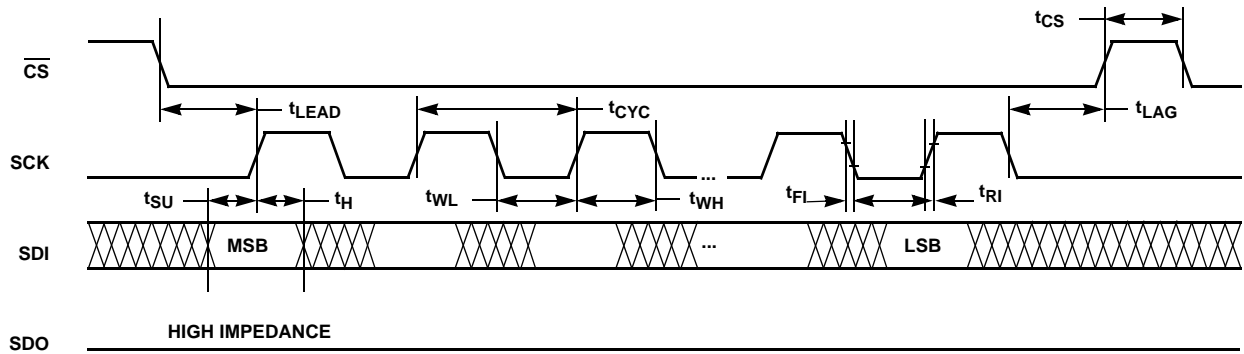 tCS
CS
tLEAD
tCYC
tLAG
SCK
...
tSU
tH
tWL
tWH
tFI
tRI
SDI
MSB
...
LSB
HIGH IMPEDANCE
SDO